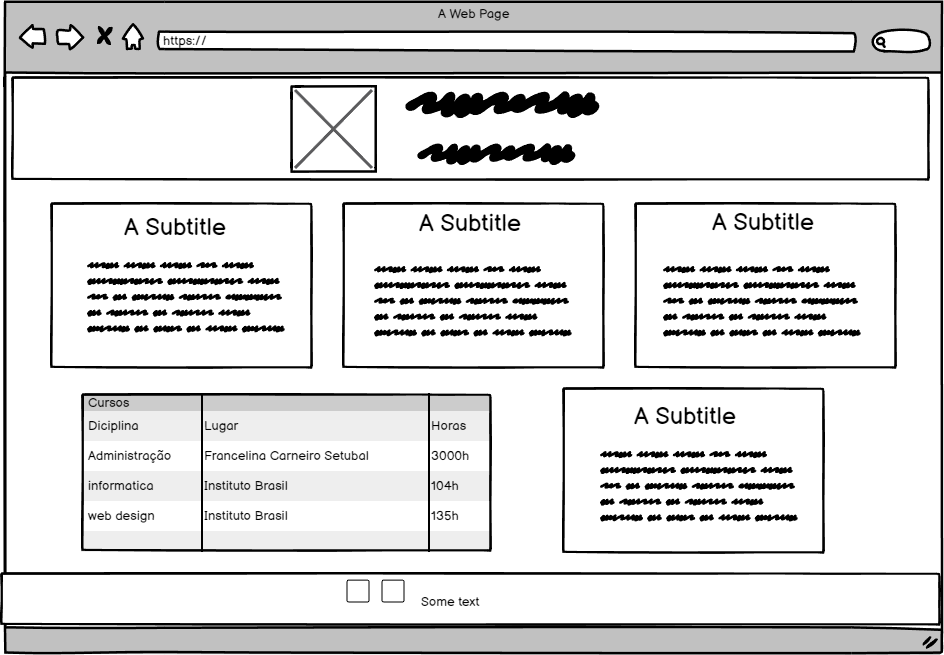 A Web Page
https://
A Subtitle
A Subtitle
A Subtitle
Cursos
Diciplina Lugar Horas
Administração Francelina Carneiro Setubal 3000h
informatica Instituto Brasil 104h
web design Instituto Brasil 135h
A Subtitle
Some text